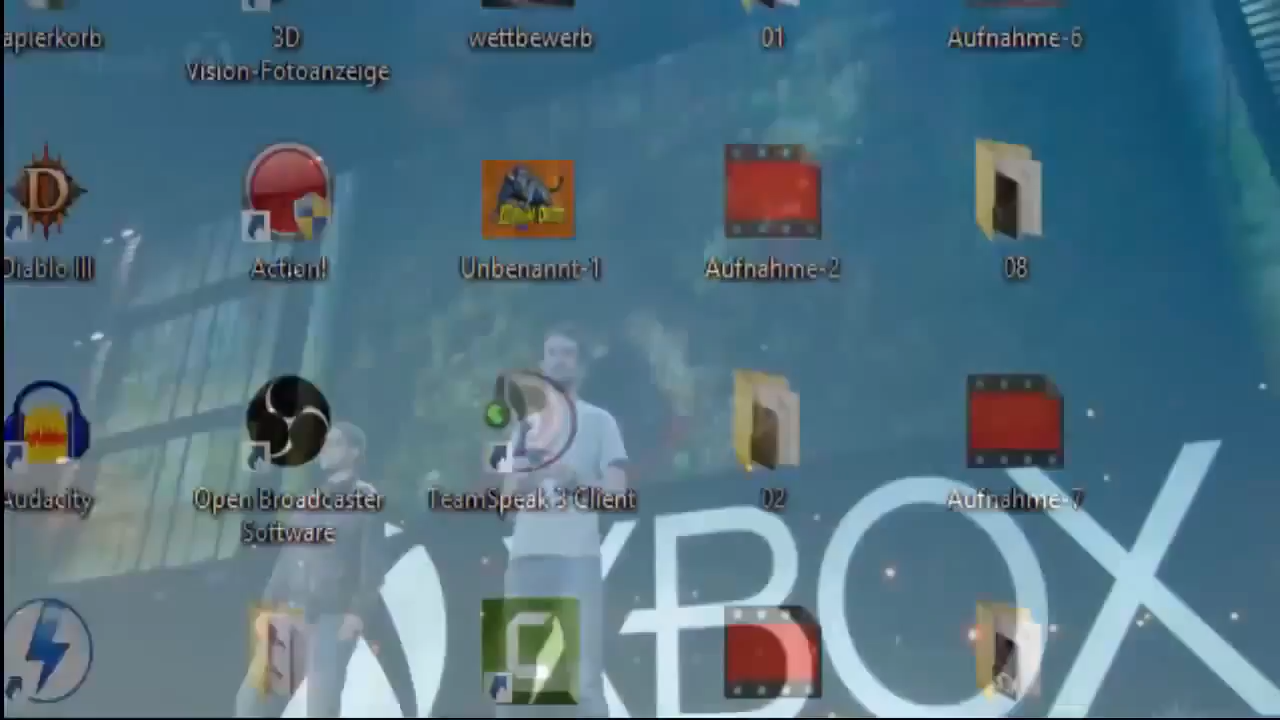 apierkorb
3D
Vision-Fotoanzeige
wettbewerb
01
Aufnahme-6
Diablo III
Action!
Unbenannt-1
Aufnahme-2
08
Audacity
Open Broadcaster
Software
TeamSpeak 3 Client
02
Aufnahme-7
XBOX